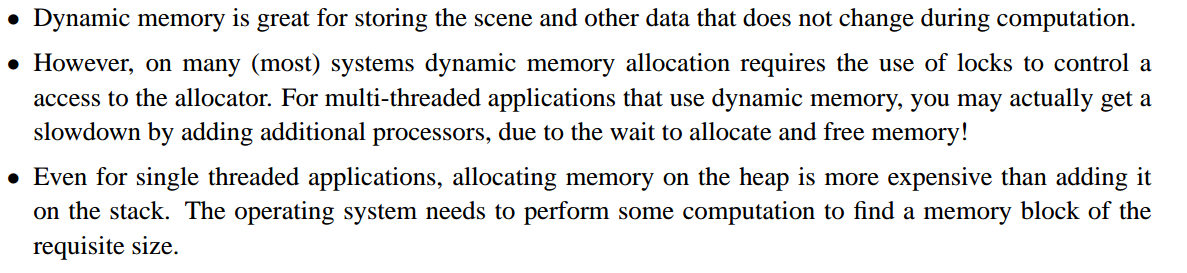 • Dynamic memory is great for storing the scene and other data that does not change during computation.
• However, on many (most) systems dynamic memory allocation requires the use of locks to control a
access to the allocator. For multi-threaded applications that use dynamic memory, you may actually get a
slowdown by adding additional processors, due to the wait to allocate and free memory!
• Even for single threaded applications, allocating memory on the heap is more expensive than adding it
on the stack. The operating system needs to perform some computation to find a memory block of the
requisite size.